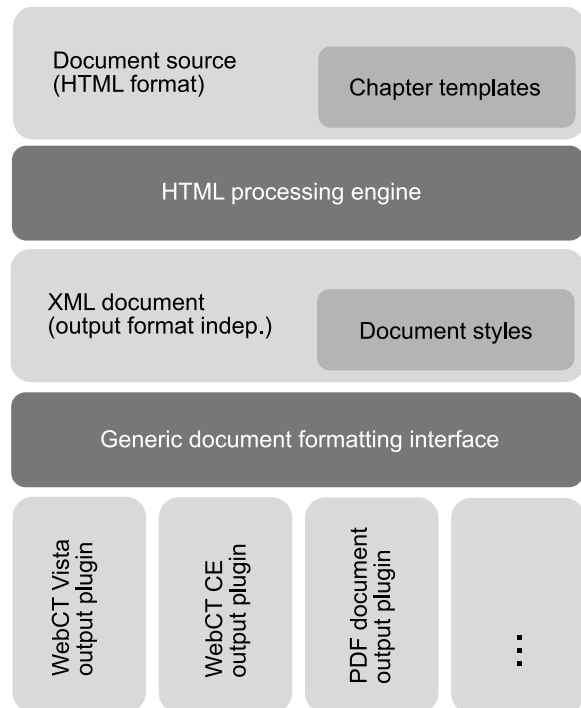 Document source
(HTML format)
Chapter templates
HTML processing engine
XML document
(output format indep.)
Document styles
Generic document formatting interface
WebCT Vista
output plugin
WebCT CE
output plugin
PDF document
output plugin
...